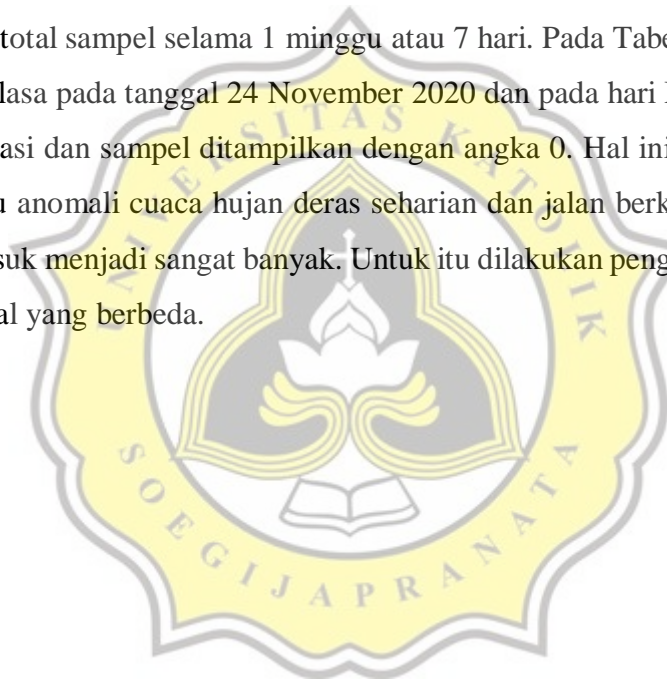 total sampel selama 1 minggu atau 7 hari. Pada Tabe
lasa pada tanggal 24 November 2020 dan pada hari
asi dan sampel ditampilkan dengan angka 0. Hal ini
u anomali cuaca hujan deras seharian dan jalan berk
suk menjadi sangat banyak. Untuk itu dilakukan peng
al yang berbeda.
UNIVERSITAS KATOLIK
SOEGIJAPRANATA